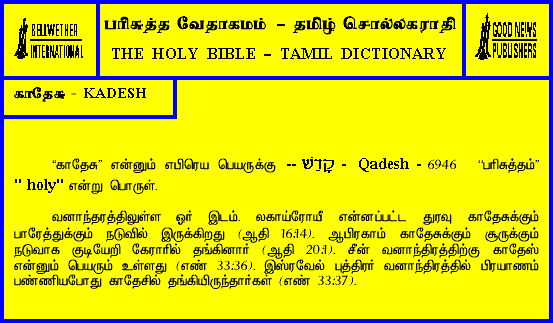 BELLWETHER
INTERNATIONAL
பரிசுத்த வேதாகமம் – தமிழ் சொல்லகராதி
THE HOLY BIBLE – TAMIL DICTIONARY
GOOD NEWS
PUBLISHERS
காதேசு - KADESH
“காதேசு” என்னும் எபிரெய பெயருக்கு -- קָדֵשׁ - Qadesh - 6946 “பரிசுத்தம்”
" holy" என்று பொருள்.
வனாந்தரத்திலுள்ள ஓர் இடம். லகாய்ரோயீ என்னப்பட்ட துரவு காதேசுக்கும்
பாரேத்துக்கும் நடுவில் இருக்கிறது (ஆதி 16:14). ஆபிரகாம் காதேசுக்கும் சூருக்கும்
நடுவாக குடியேறி கேராரில் தங்கினார் (ஆதி 20:1). சீன் வனாந்திரத்திற்கு காதேஸ்
என்னும் பெயரும் உள்ளது (எண் 33:36). இஸ்ரவேல் புத்திரர் வனாந்திரத்தில் பிரயாணம்
பண்ணியபோது காதேசில் தங்கியிருந்தார்கள் (எண் 33:37).